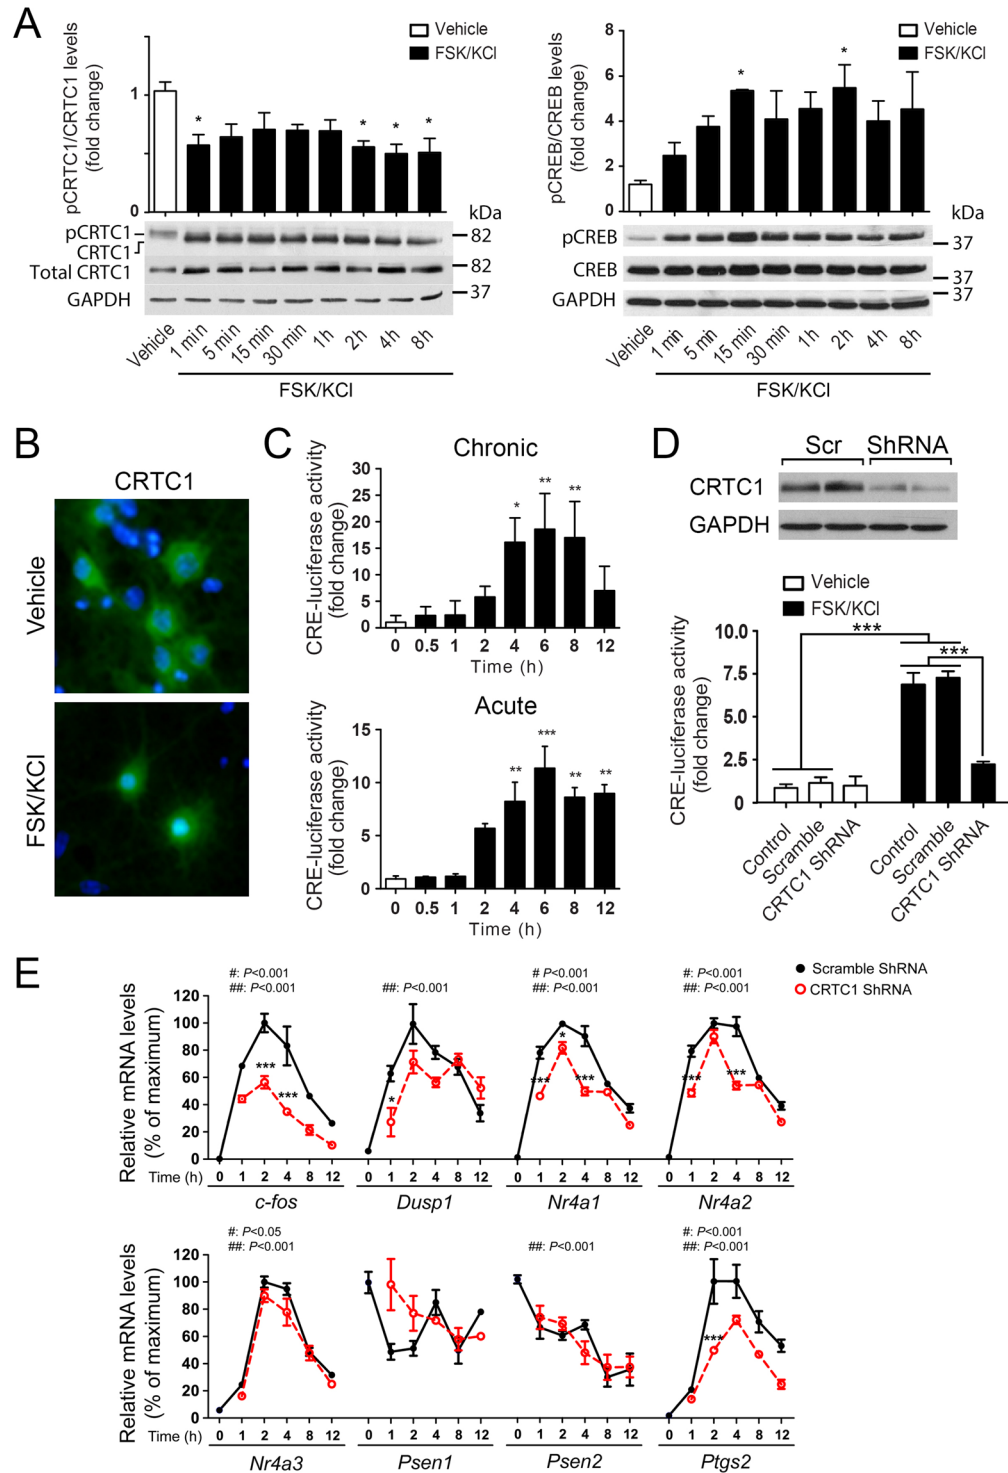 A
pCRTC1/CRTC1 levels
(fold change)
1
0
Vehicle
FSK/KCl
*
*
*
*
kDa
pCRTC1
CRTC1
Total CRTC1
GAPDH
82
82
37
Vehicle
1 min
5 min
15 min
30 min
1h
2h
4h
8h
FSK/KCl
pCREB/CREB levels
(fold change)
8
6
4
2
0
Vehicle
FSK/KCl
*
*
kDa
pCREB
CREB
GAPDH
37
37
37
Vehicle
1 min
5 min
15 min
30 min
1h
2h
4h
8h
FSK/KCl
B
CRTC1
Vehicle
FSK/KCl
C
Chronic
CRE-luciferase activity
(fold change)
30
25
20
15
10
5
0
*
**
**
0 0.5 1 2 4 6 8 12
Time (h)
Acute
CRE-luciferase activity
(fold change)
15
10
5
0
**
***
**
**
0 0.5 1 2 4 6 8 12
Time (h)
D
Scr ShRNA
CRTC1
GAPDH
Vehicle
FSK/KCl
CRE-luciferase activity
(fold change)
10.0
7.5
5.0
2.5
0
***
***
Control
Scramble
CRTC1 ShRNA
Control
Scramble
CRTC1 ShRNA
E
Scramble ShRNA
CRTC1 ShRNA
Relative mRNA levels
(% of maximum)
120
100
80
60
40
20
0
#: P<0.001
##: P<0.001
***
***
Time (h) 0 1 2 4 8 12
c-fos
##: P<0.001
*
0 1 2 4 8 12
Dusp1
# P<0.001
##: P<0.001
***
*
***
0 1 2 4 8 12
Nr4a1
#: P<0.001
##: P<0.001
***
***
0 1 2 4 8 12
Nr4a2
Relative mRNA levels
(% of maximum)
120
100
80
60
40
20
0
#: P<0.05
##: P<0.001
Time (h) 0 1 2 4 8 12
Nr4a3
0 1 2 4 8 12
Psen1
##: P<0.001
0 1 2 4 8 12
Psen2
#: P<0.001
##: P<0.001
***
0 1 2 4 8 12
Ptgs2